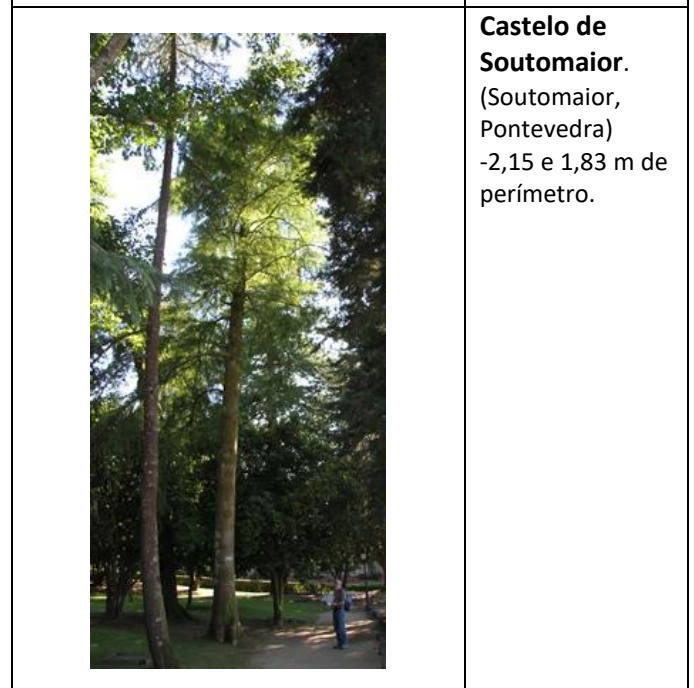 Castelo de
Soutomaior.
(Soutomaior,
Pontevedra)
-2,15 e 1,83 m de
perímetro.